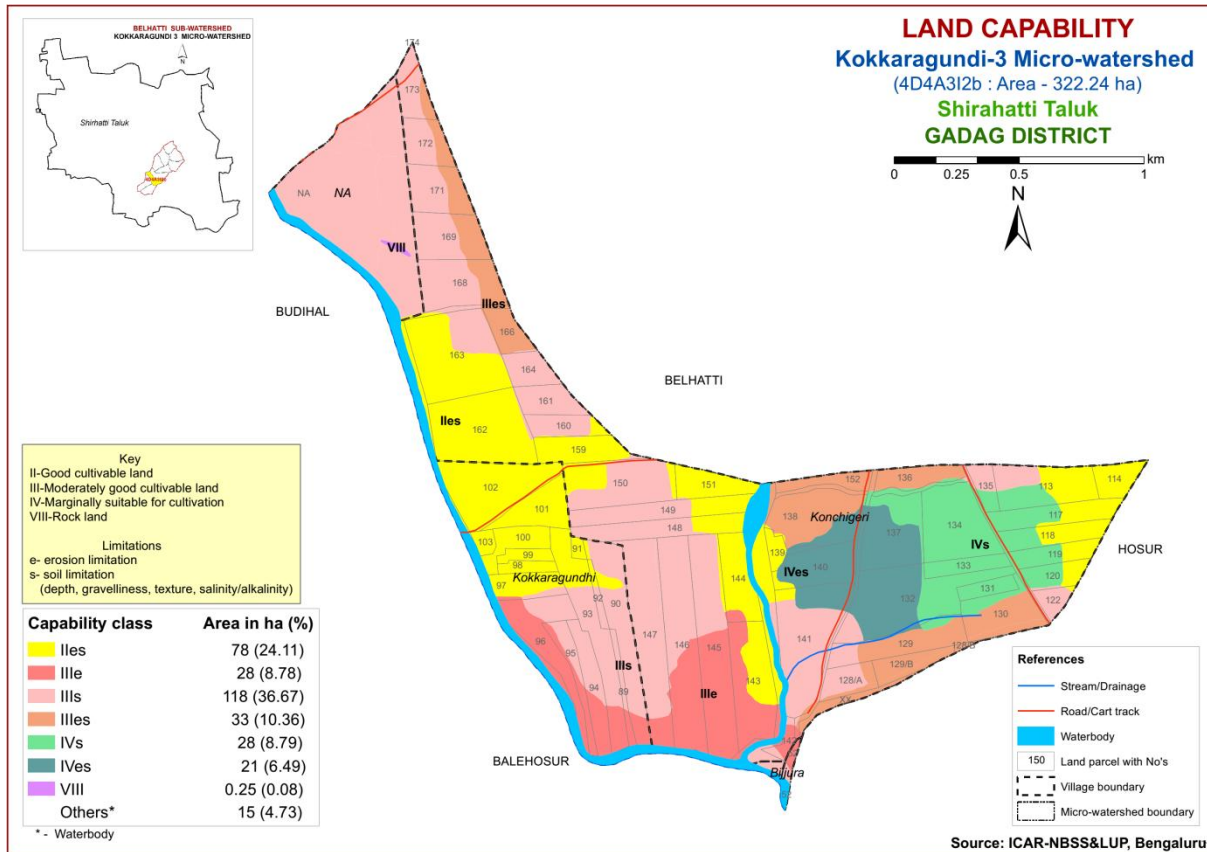 BELHATTI SUB-WATERSHED
KOKKARAGUNDI 3 MICRO-WATERSHED
N
Shirhatti Taluk
LAND CAPABILITY
Kokkaragundi-3 Micro-watershed
(4D4A3I2b : Area - 322.24 ha)
Shirahatti Taluk
GADAG DISTRICT
km
0 0.25 0.5 1
N
174
173
172
NA NA
171
169
VIII
168
BUDIHAL
IIIes
166
163
164
BELHATTI
161
IIes
160
162
159
Key
II-Good cultivable land
III-Moderately good cultivable land
IV-Marginally suitable for cultivation
VIII-Rock land
Limitations
e- erosion limitation
s- soil limitation
(depth, gravelliness, texture, salinity/alkalinity)
150 151 152 136 135 113 114
102
101 149 138 Konchigeri 134 117
148 137 118 HOSUR
103 100 91 139 IVs 119
99
98
Kokkaragundhi 144 IVes 140 133 120
97 131
92 90 132 122
93 130
96 147 141 129
95 146 145 129/B
IIIs 128/A
94 89 IIIe 143
XX
142
BALEHOSUR
Bijjura
Capability class Area in ha (%)
IIes 78 (24.11)
IIIe 28 (8.78)
IIIs 118 (36.67)
IIIes 33 (10.36)
IVs 28 (8.79)
IVes 21 (6.49)
VIII 0.25 (0.08)
Others* 15 (4.73)
* - Waterbody
References
Stream/Drainage
Road/Cart track
Waterbody
150 Land parcel with No's
Village boundary
Micro-watershed boundary
Source: ICAR-NBSS&LUP, Bengaluru